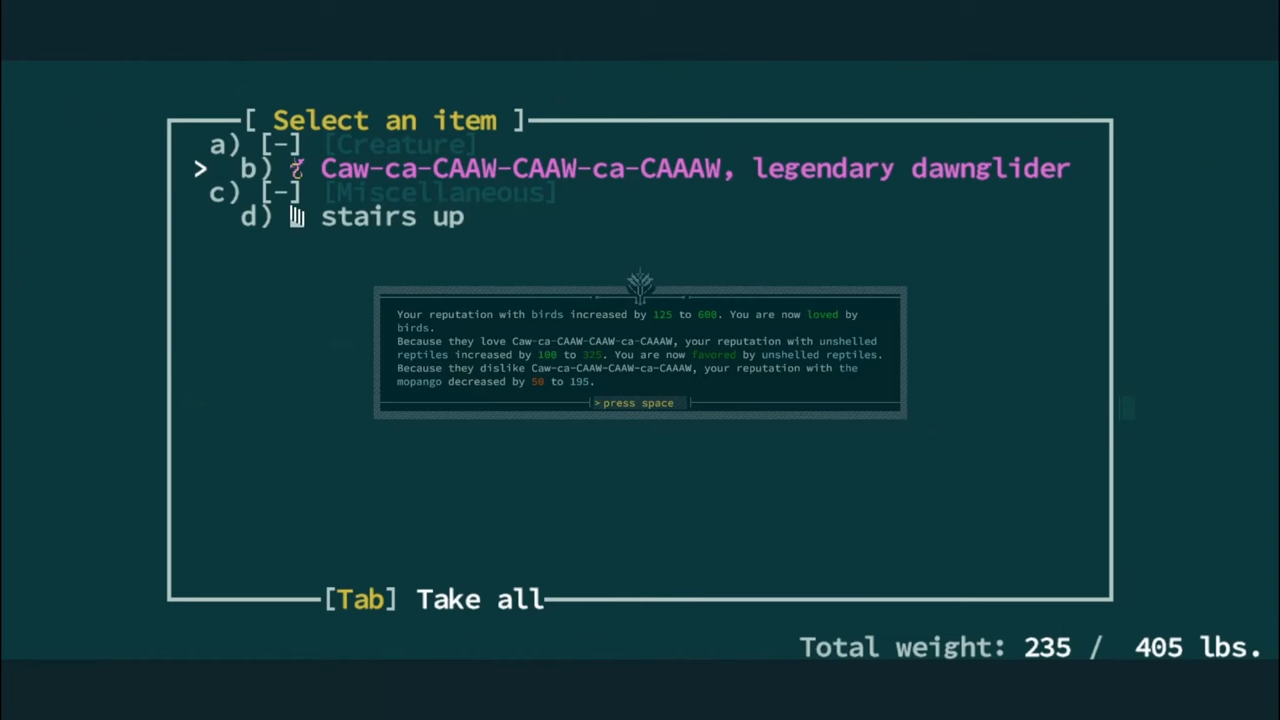 [ Select an item ]
a) [-] [Creature]
> b) Caw-ca-CAAW-CAAW-ca-CAAAW, legendary dawnglider
c) [-] [Miscellaneous]
d) stairs up
Your reputation with birds increased by 125 to 600. You are now loved by
birds.
Because they love Caw-ca-CAAW-CAAW-ca-CAAAW, your reputation with unshelled
reptiles increased by 100 to 325. You are now favored by unshelled reptiles.
Because they dislike Caw-ca-CAAW-CAAW-ca-CAAAW, your reputation with the
mopango decreased by 50 to 195.
> press space
[Tab] Take all
Total weight: 235 / 405 lbs.